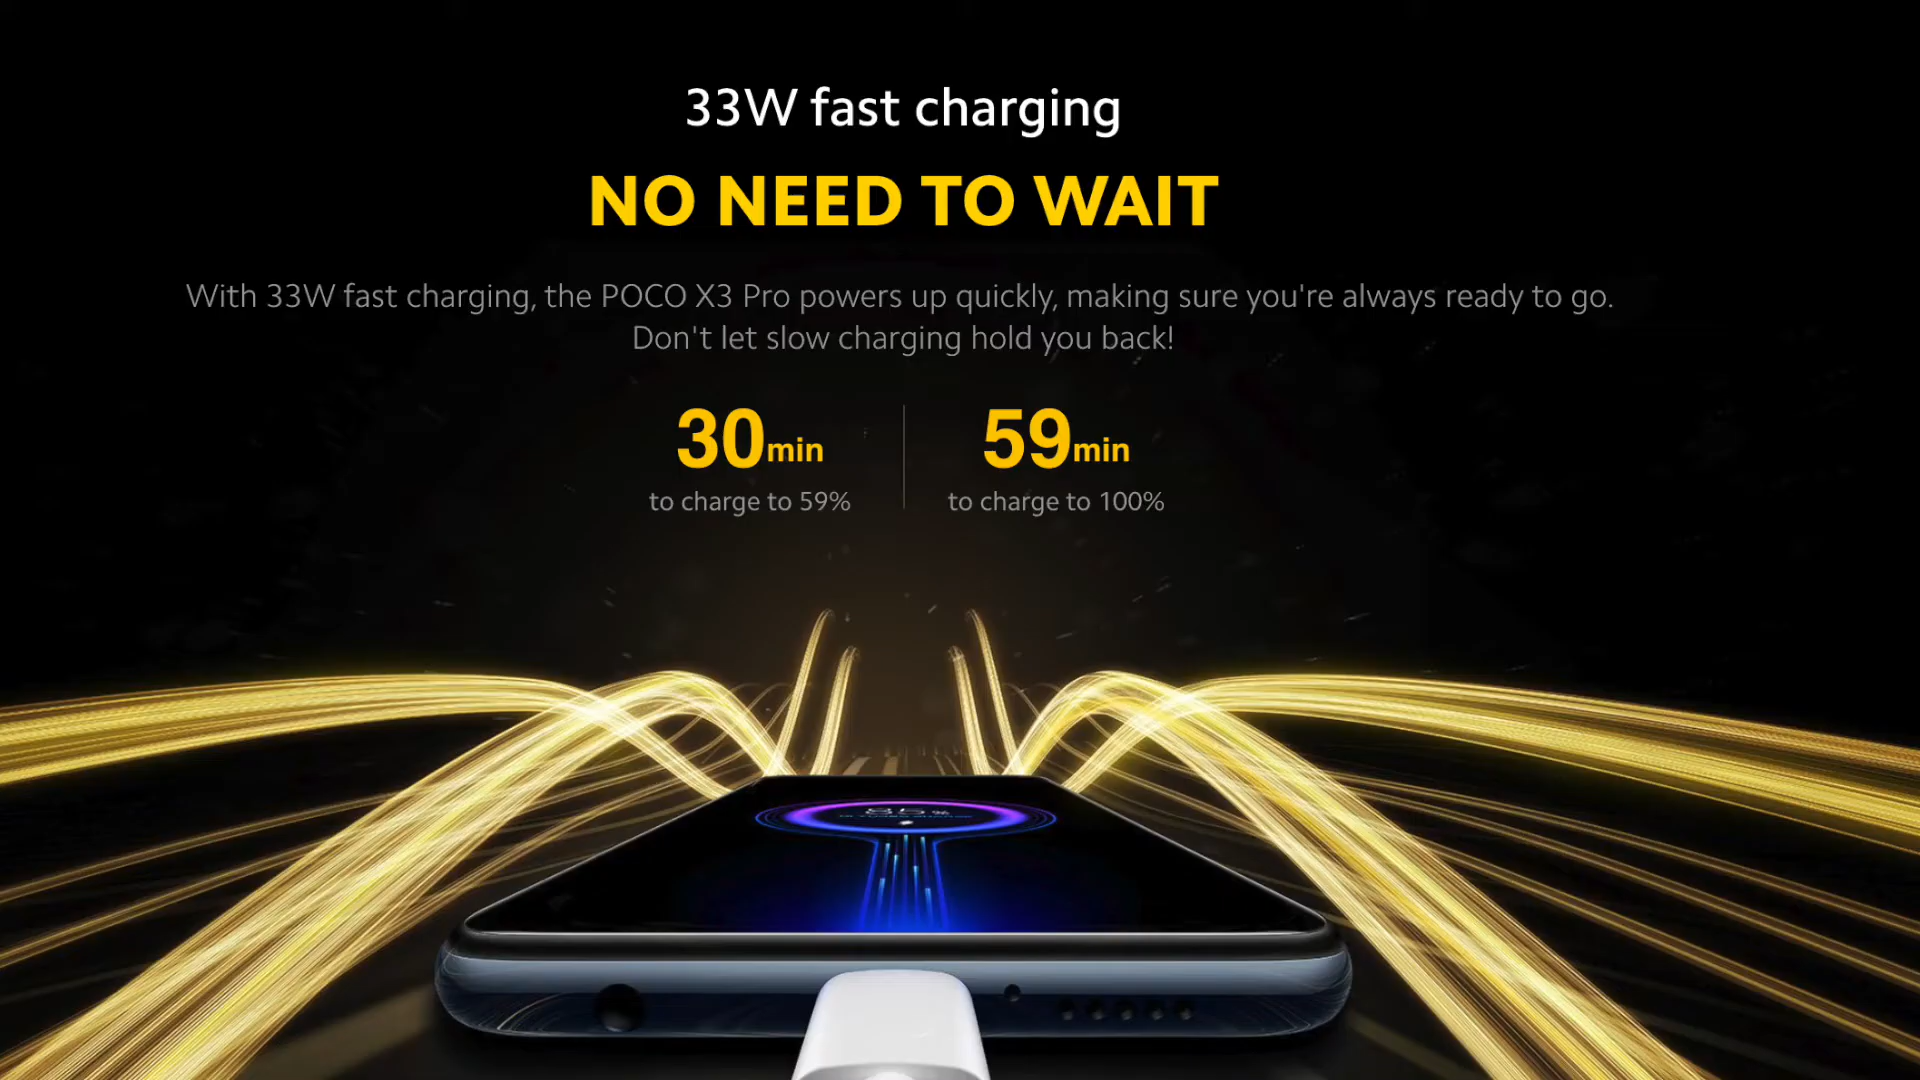 33W fast charging
NO NEED TO WAIT
With 33W fast charging, the POCO X3 Pro powers up quickly, making sure you're always ready to go.
Don't let slow charging hold you back!
30min
to charge to 59%
59min
to charge to 100%